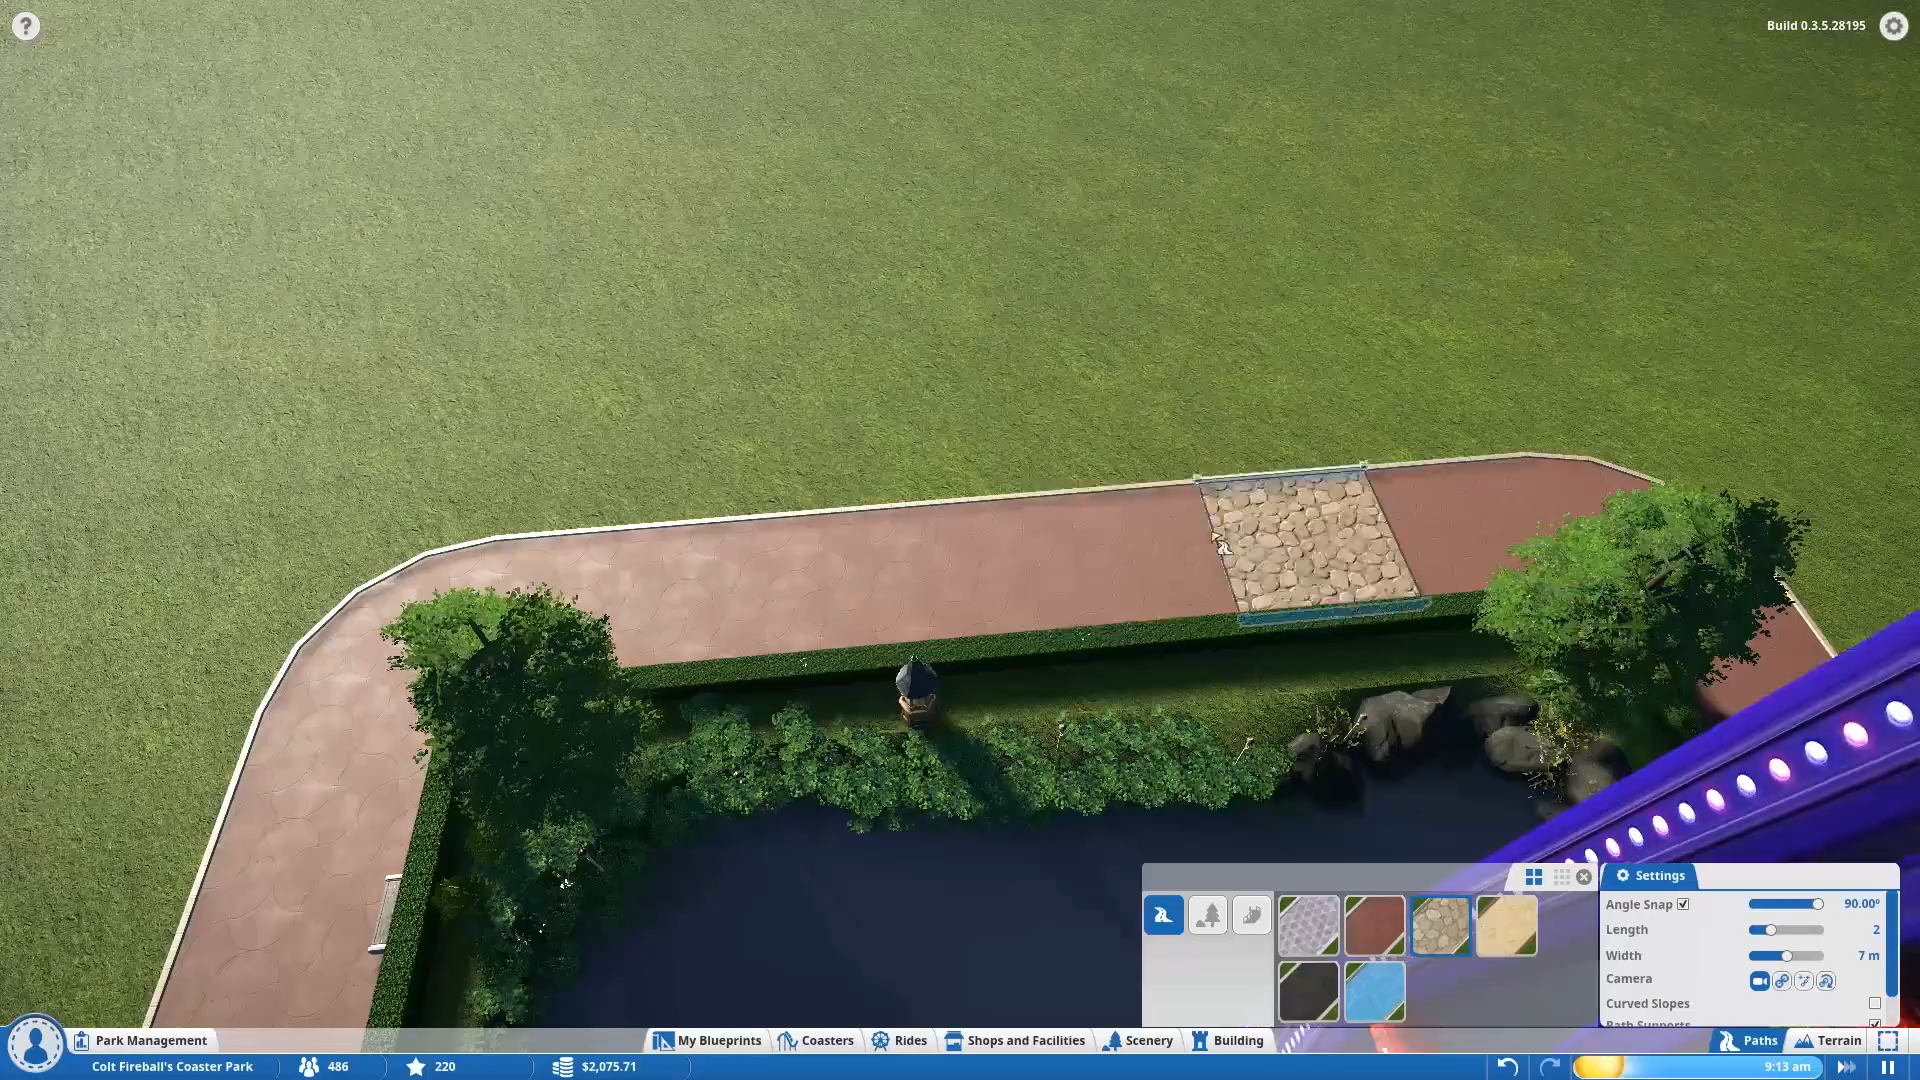 ?
Build 0.3.5.28195
Settings
Angle Snap 90.00°
Length 2
Width 7 m
Camera
Curved Slopes
Path Supports
Park Management
My Blueprints
Coasters
Rides
Shops and Facilities
Scenery
Building
Paths
Terrain
Colt Fireball's Coaster Park
486
220
$2,075.71
9:13 am